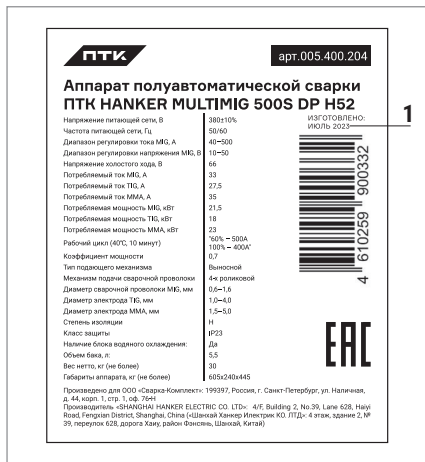 ПТК
арт.005.400.204
Аппарат полуавтоматической сварки
ПТК HANKER MULTIMIG 500S DP H52
Напряжение питающей сети, В 380±10%
Частота питающей сети, Гц 50/60
Диапазон регулировки тока MIG, А 40–500
Диапазон регулировки напряжения MIG, В 10–50
Напряжение холостого хода, В 66
Потребляемый ток MIG, А 33
Потребляемый ток TIG, А 27,5
Потребляемый ток MMA, А 35
Потребляемая мощность MIG, кВт 21,5
Потребляемая мощность TIG, кВт 18
Потребляемая мощность MMA, кВт 23
Рабочий цикл (40℃, 10 минут) "60% – 500А
100% – 400А"
Коэффициент мощности 0,7
Тип подающего механизма Выносной
Механизм подачи сварочной проволоки 4-х роликовой
Диаметр сварочной проволоки MIG, мм 0,6–1,6
Диаметр электрода TIG, мм 1,0–4,0
Диаметр электрода MMA, мм 1,5–5,0
Степень изоляции H
Класс защиты IP23
Наличие блока водяного охлаждения: Да
Объем бака, л: 5,5
Вес нетто, кг (не более) 30
Габариты аппарата, кг (не более) 605x240x445
ИЗГОТОВЛЕНО:
ИЮЛЬ 2023
1
4 610259 900332
EAC
Произведено для ООО «Сварка-Комплект»: 199397, Россия, г. Санкт-Петербург, ул. Наличная,
д. 44, корп. 1, стр. 1, оф. 76-Н
Производитель «SHANGHAI HANKER ELECTRIC CO. LTD»: 4/F, Building 2, No.39, Lane 628, Haiyi
Road, Fengxian District, Shanghai, China («Шанхай Ханкер Илектрик КО. ЛТД»: 4 этаж, здание 2, №
39, переулок 628, дорога Хаиу, район Фэнсянь, Шанхай, Китай)